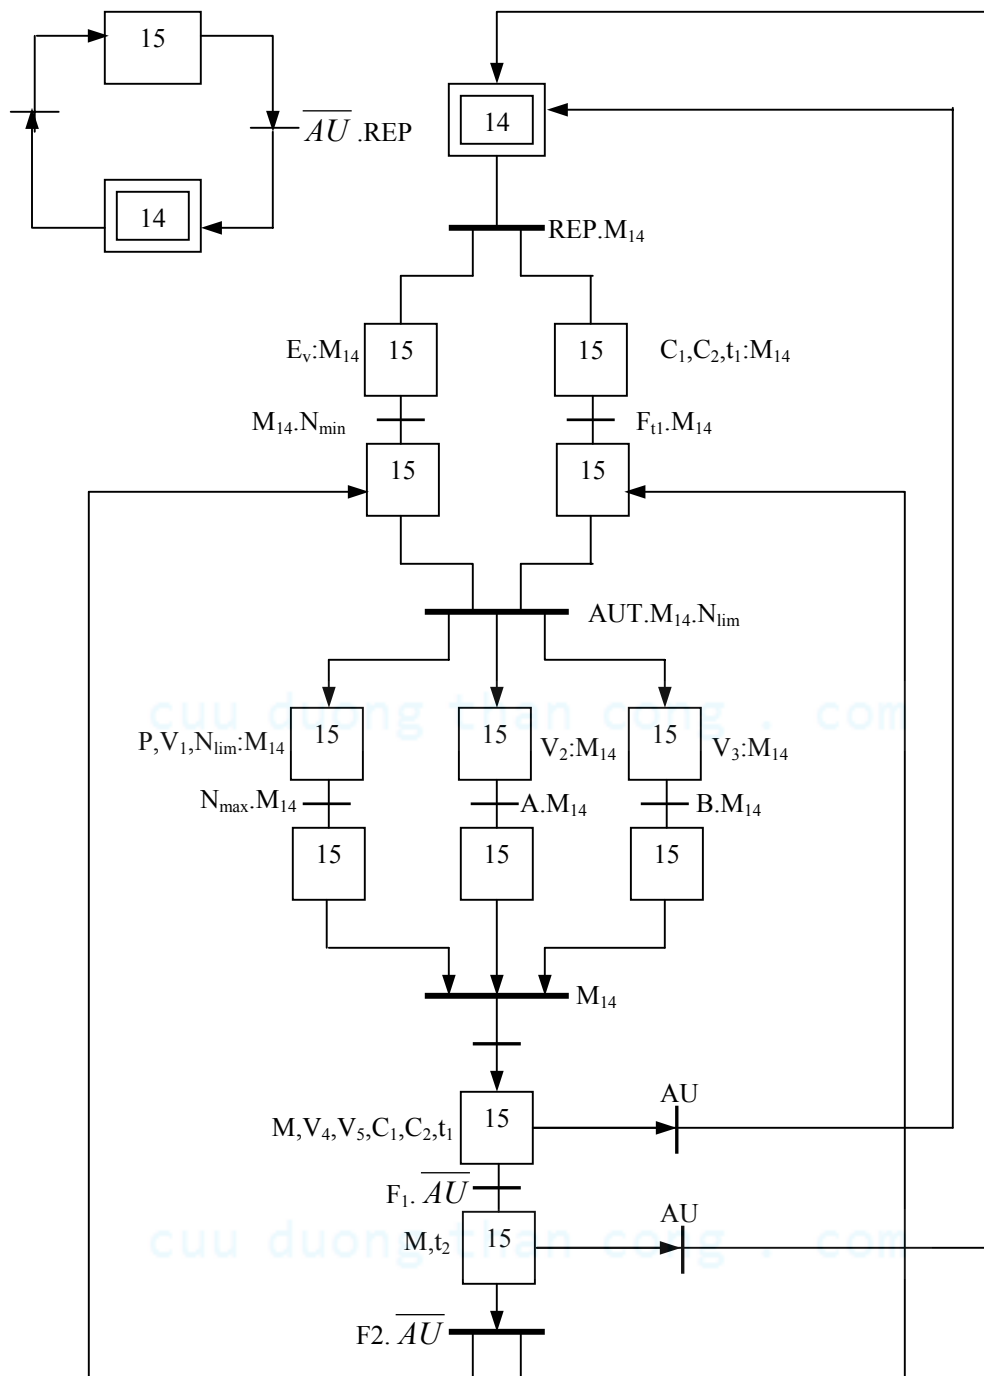 15
$\overline{AU}$.REP
14
14
REP.M₁₄
Eᵥ:M₁₄
15
15
C₁,C₂,t₁:M₁₄
M₁₄.Nₘᵢₙ
Fₜ₁.M₁₄
15
15
AUT.M₁₄.Nₗᵢₘ
cuu duong than cong . com
P,V₁,Nₗᵢₘ:M₁₄
15
15
V₂:M₁₄
15
V₃:M₁₄
Nₘₐₓ.M₁₄
A.M₁₄
B.M₁₄
15
15
15
M₁₄
M,V₄,V₅,C₁,C₂,t₁
15
AU
F₁. $\overline{AU}$
M,t₂
15
AU
cuu duong than cong . com
F2. $\overline{AU}$